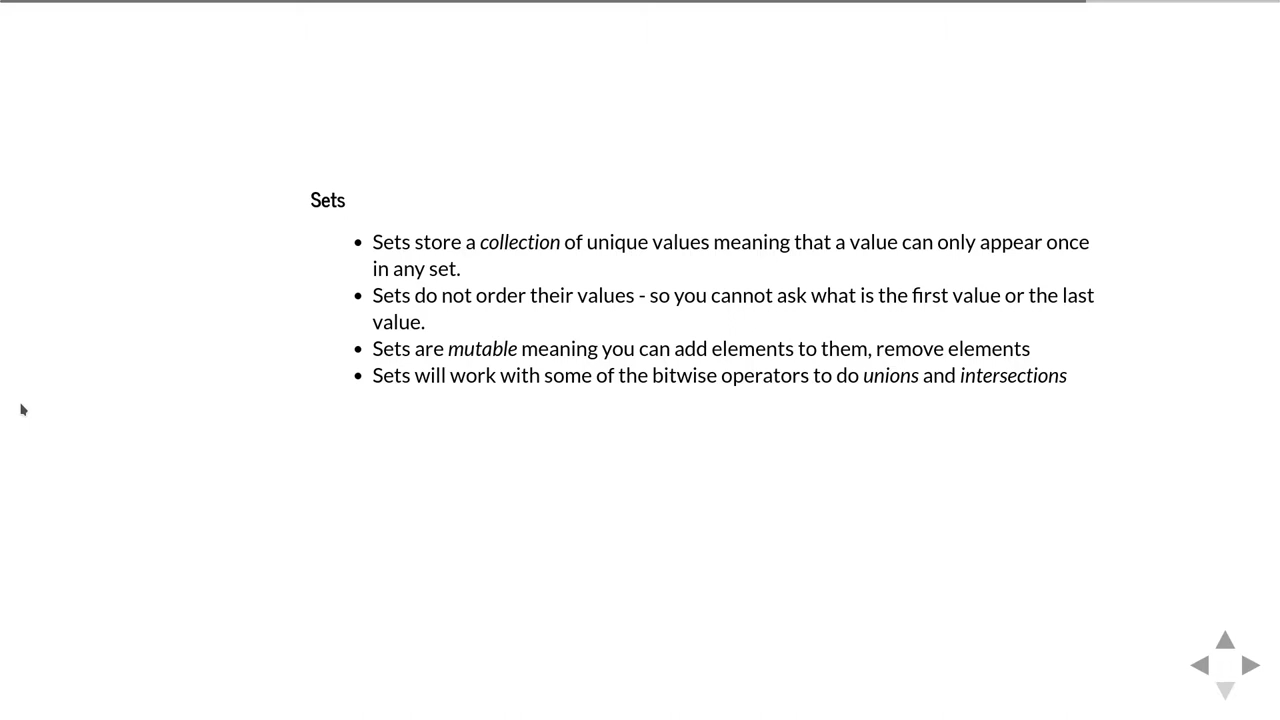 Sets
• Sets store a collection of unique values meaning that a value can only appear once
in any set.
• Sets do not order their values - so you cannot ask what is the first value or the last
value.
• Sets are mutable meaning you can add elements to them, remove elements
• Sets will work with some of the bitwise operators to do unions and intersections